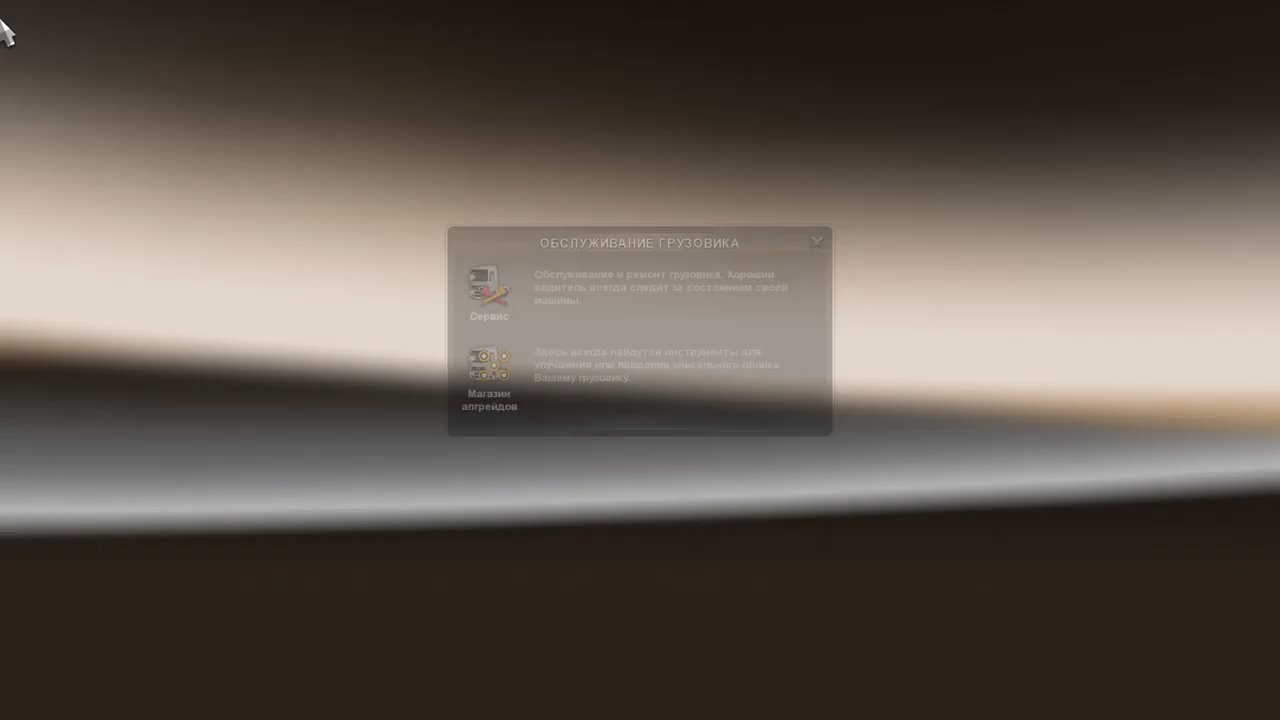 ОБСЛУЖИВАНИЕ ГРУЗОВИКА
Обслуживание и ремонт грузовика. Хороший
водитель всегда следит за состоянием своей
машины.
Сервис
Здесь всегда найдутся инструменты для
улучшения или придания уникального облика
Вашему грузовику.
Магазин
апгрейдов